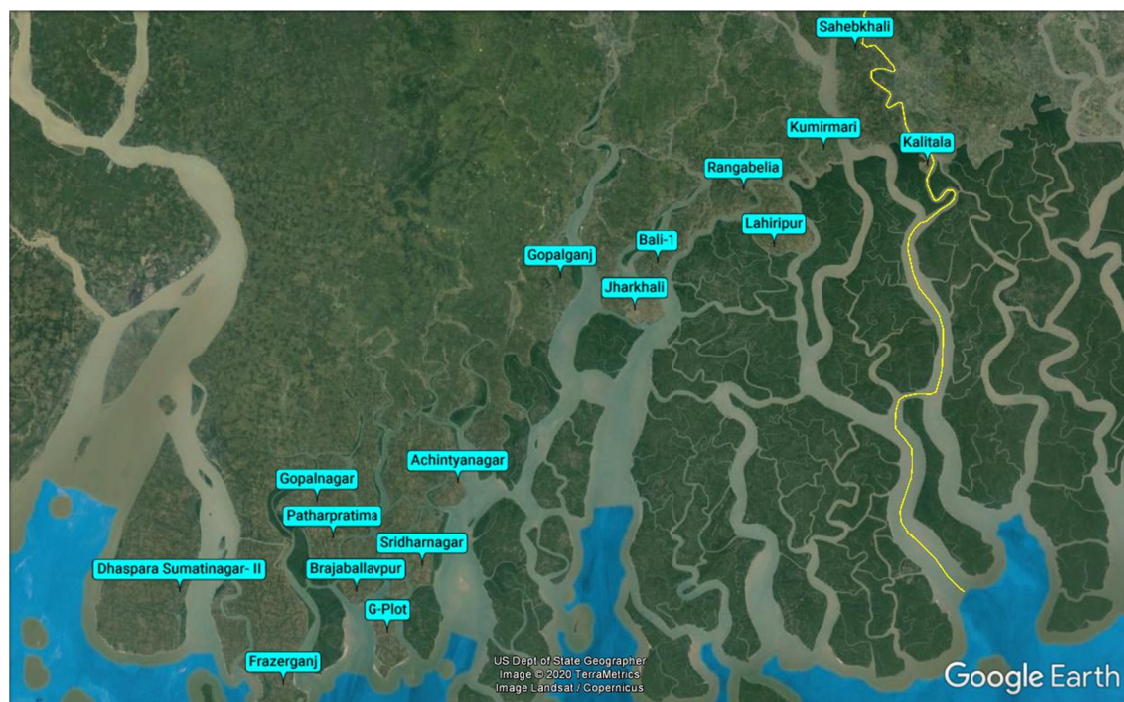 Sahebkhali
Kumirmari
Kalitala
Rangabelia
Lahiripur
Bali-1
Gopalganj
Jharkhali
Achintyanagar
Gopalnagar
Patharpratima
Sridharnagar
Dhaspara Sumatinagar- II
Brajaballavpur
G-Plot
Frazerganj
US Dept of State Geographer
Image © 2020 TerraMetrics
Image Landsat / Copernicus
Google Earth